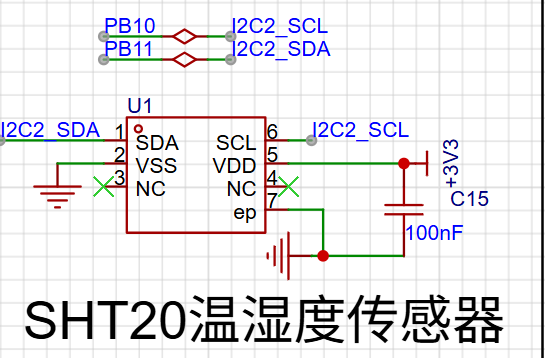 PB10 I2C2_SCL
PB11 I2C2_SDA
U1
I2C2_SDA 1 SDA SCL 6 I2C2_SCL
2 VSS VDD 5
3 NC NC 4
ep 7
+3V3
C15
100nF
SHT20温湿度传感器